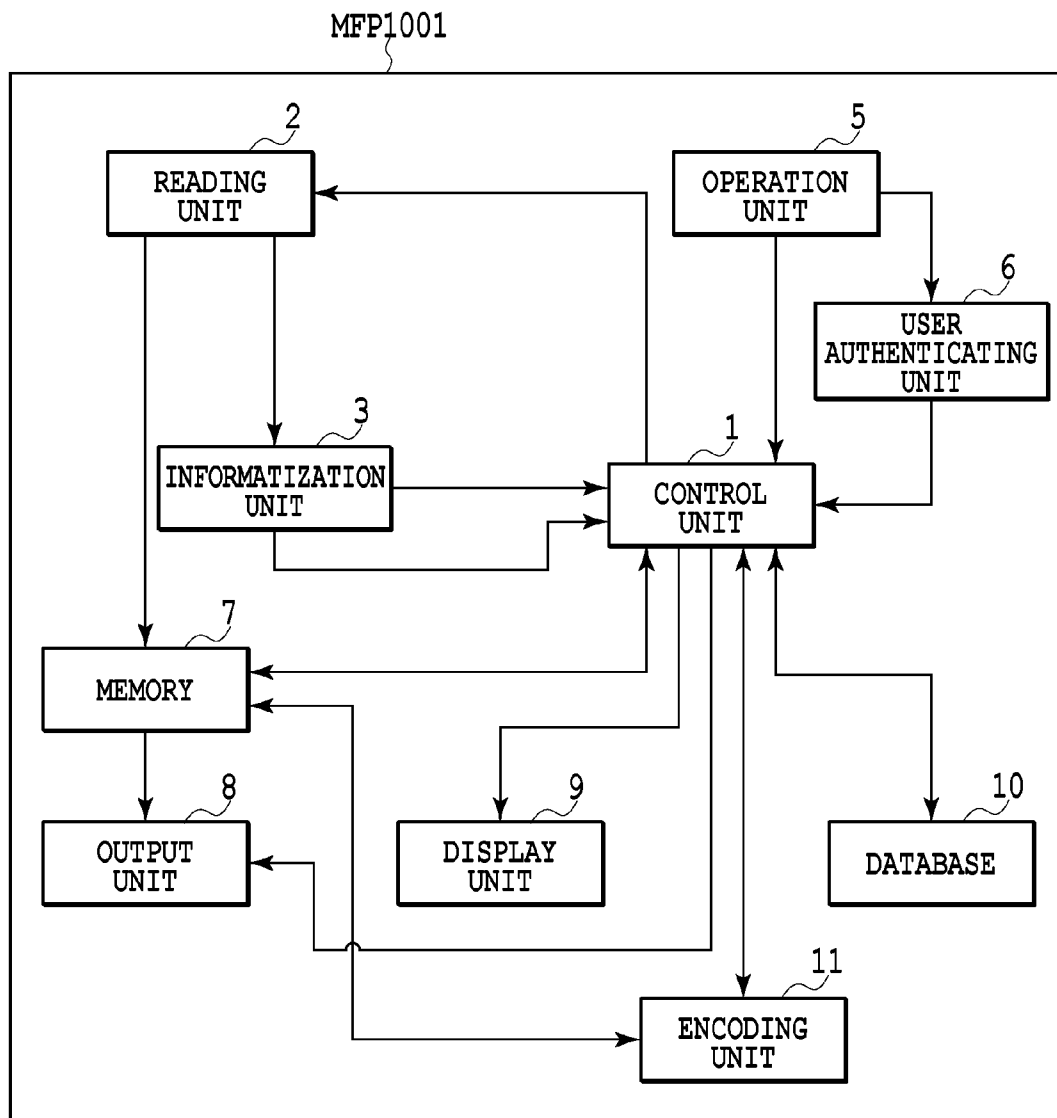 MFP1001
2
READING
UNIT
5
OPERATION
UNIT
6
USER
AUTHENTICATING
UNIT
3
INFORMATIZATION
UNIT
1
CONTROL
UNIT
7
MEMORY
8
OUTPUT
UNIT
9
DISPLAY
UNIT
10
DATABASE
11
ENCODING
UNIT